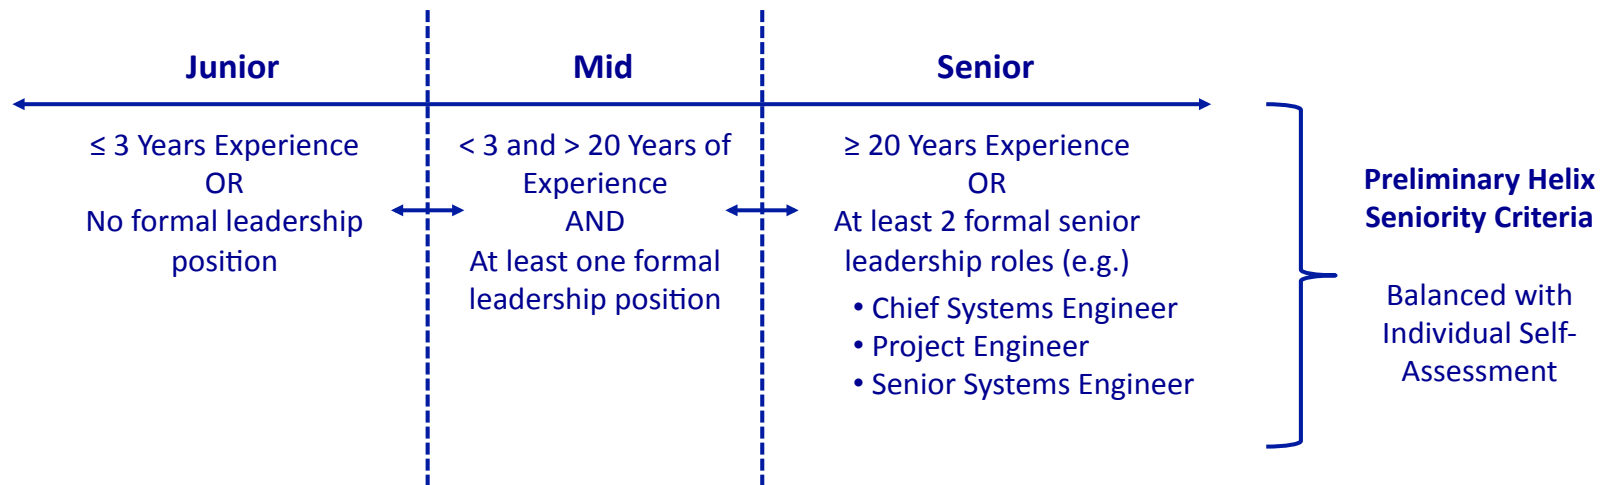 Junior
≤ 3 Years Experience
OR
No formal leadership
position
Mid
< 3 and > 20 Years of
Experience
AND
At least one formal
leadership position
Senior
≥ 20 Years Experience
OR
At least 2 formal senior
leadership roles (e.g.)
• Chief Systems Engineer
• Project Engineer
• Senior Systems Engineer
Preliminary Helix
Seniority Criteria
Balanced with
Individual Self-
Assessment